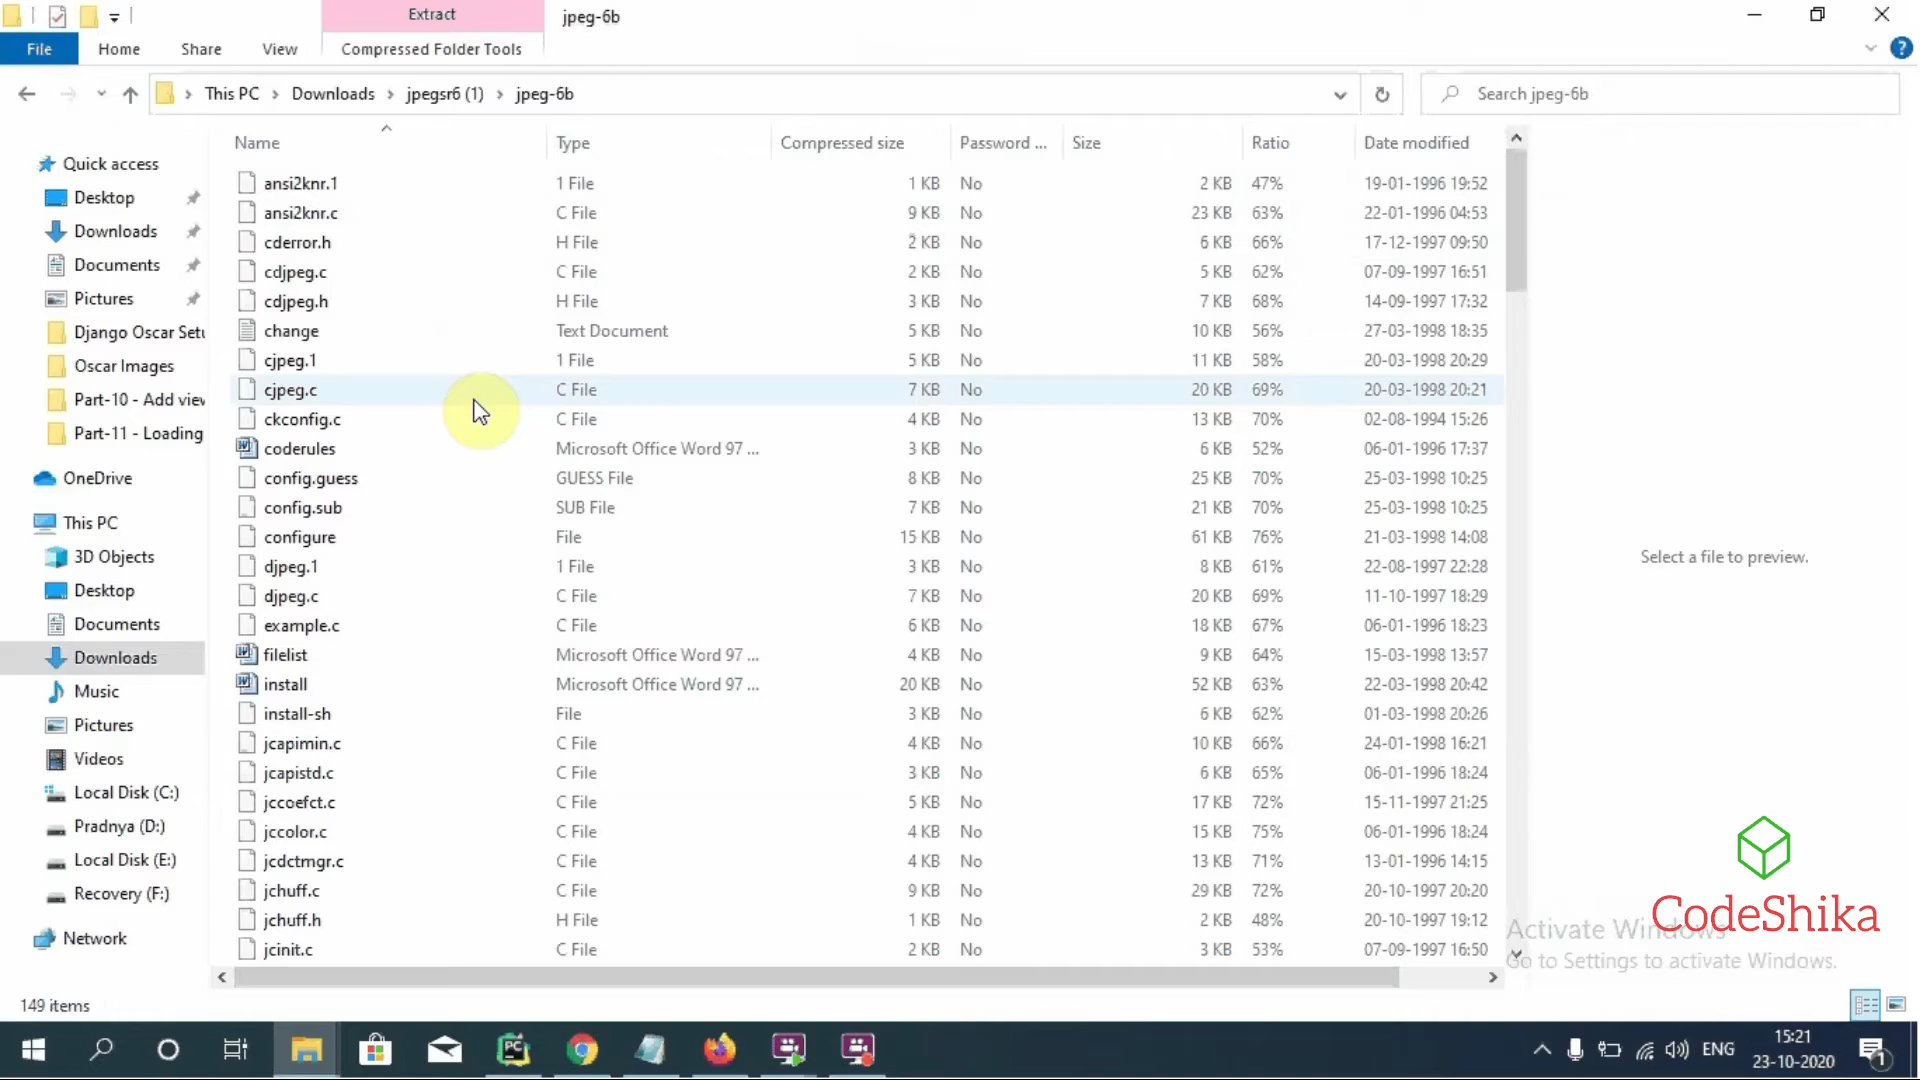 Extract
jpeg-6b
File
Home
Share
View
Compressed Folder Tools
This PC
Downloads
jpegsr6 (1)
jpeg-6b
Search jpeg-6b
Name
Type
Compressed size
Password ...
Size
Ratio
Date modified
Quick access
Desktop
Downloads
Documents
Pictures
Django Oscar Setu
Oscar Images
Part-10 - Add view
Part-11 - Loading
OneDrive
This PC
3D Objects
Desktop
Documents
Downloads
Music
Pictures
Videos
Local Disk (C:)
Pradnya (D:)
Local Disk (E:)
Recovery (F:)
Network
ansi2knr.1 1 File 1 KB No 2 KB 47% 19-01-1996 19:52
ansi2knr.c C File 9 KB No 23 KB 63% 22-01-1996 04:53
cderror.h H File 2 KB No 6 KB 66% 17-12-1997 09:50
cdjpeg.c C File 2 KB No 5 KB 62% 07-09-1997 16:51
cdjpeg.h H File 3 KB No 7 KB 68% 14-09-1997 17:32
change Text Document 5 KB No 10 KB 56% 27-03-1998 18:35
cjpeg.1 1 File 5 KB No 11 KB 58% 20-03-1998 20:29
cjpeg.c C File 7 KB No 20 KB 69% 20-03-1998 20:21
ckconfig.c C File 4 KB No 13 KB 70% 02-08-1994 15:26
coderules Microsoft Office Word 97 ... 3 KB No 6 KB 52% 06-01-1996 17:37
config.guess GUESS File 8 KB No 25 KB 70% 25-03-1998 10:25
config.sub SUB File 7 KB No 21 KB 70% 25-03-1998 10:25
configure File 15 KB No 61 KB 76% 21-03-1998 14:08
djpeg.1 1 File 3 KB No 8 KB 61% 22-08-1997 22:28
djpeg.c C File 7 KB No 20 KB 69% 11-10-1997 18:29
example.c C File 6 KB No 18 KB 67% 06-01-1996 18:23
filelist Microsoft Office Word 97 ... 4 KB No 9 KB 64% 15-03-1998 13:57
install Microsoft Office Word 97 ... 20 KB No 52 KB 63% 22-03-1998 20:42
install-sh File 3 KB No 6 KB 62% 01-03-1998 20:26
jcapimin.c C File 4 KB No 10 KB 66% 24-01-1998 16:21
jcapistd.c C File 3 KB No 6 KB 65% 06-01-1996 18:24
jccoefct.c C File 5 KB No 17 KB 72% 15-11-1997 21:25
jccolor.c C File 4 KB No 15 KB 75% 06-01-1996 18:24
jcdctmgr.c C File 4 KB No 13 KB 71% 13-01-1996 14:15
jchuff.c C File 9 KB No 29 KB 72% 20-10-1997 20:20
jchuff.h H File 1 KB No 2 KB 48% 20-10-1997 19:12
jcinit.c C File 2 KB No 3 KB 53% 07-09-1997 16:50
Select a file to preview.
CodeShika
Activate Windows
Go to Settings to activate Windows.
149 items
PC
ENG
15:21
23-10-2020
1